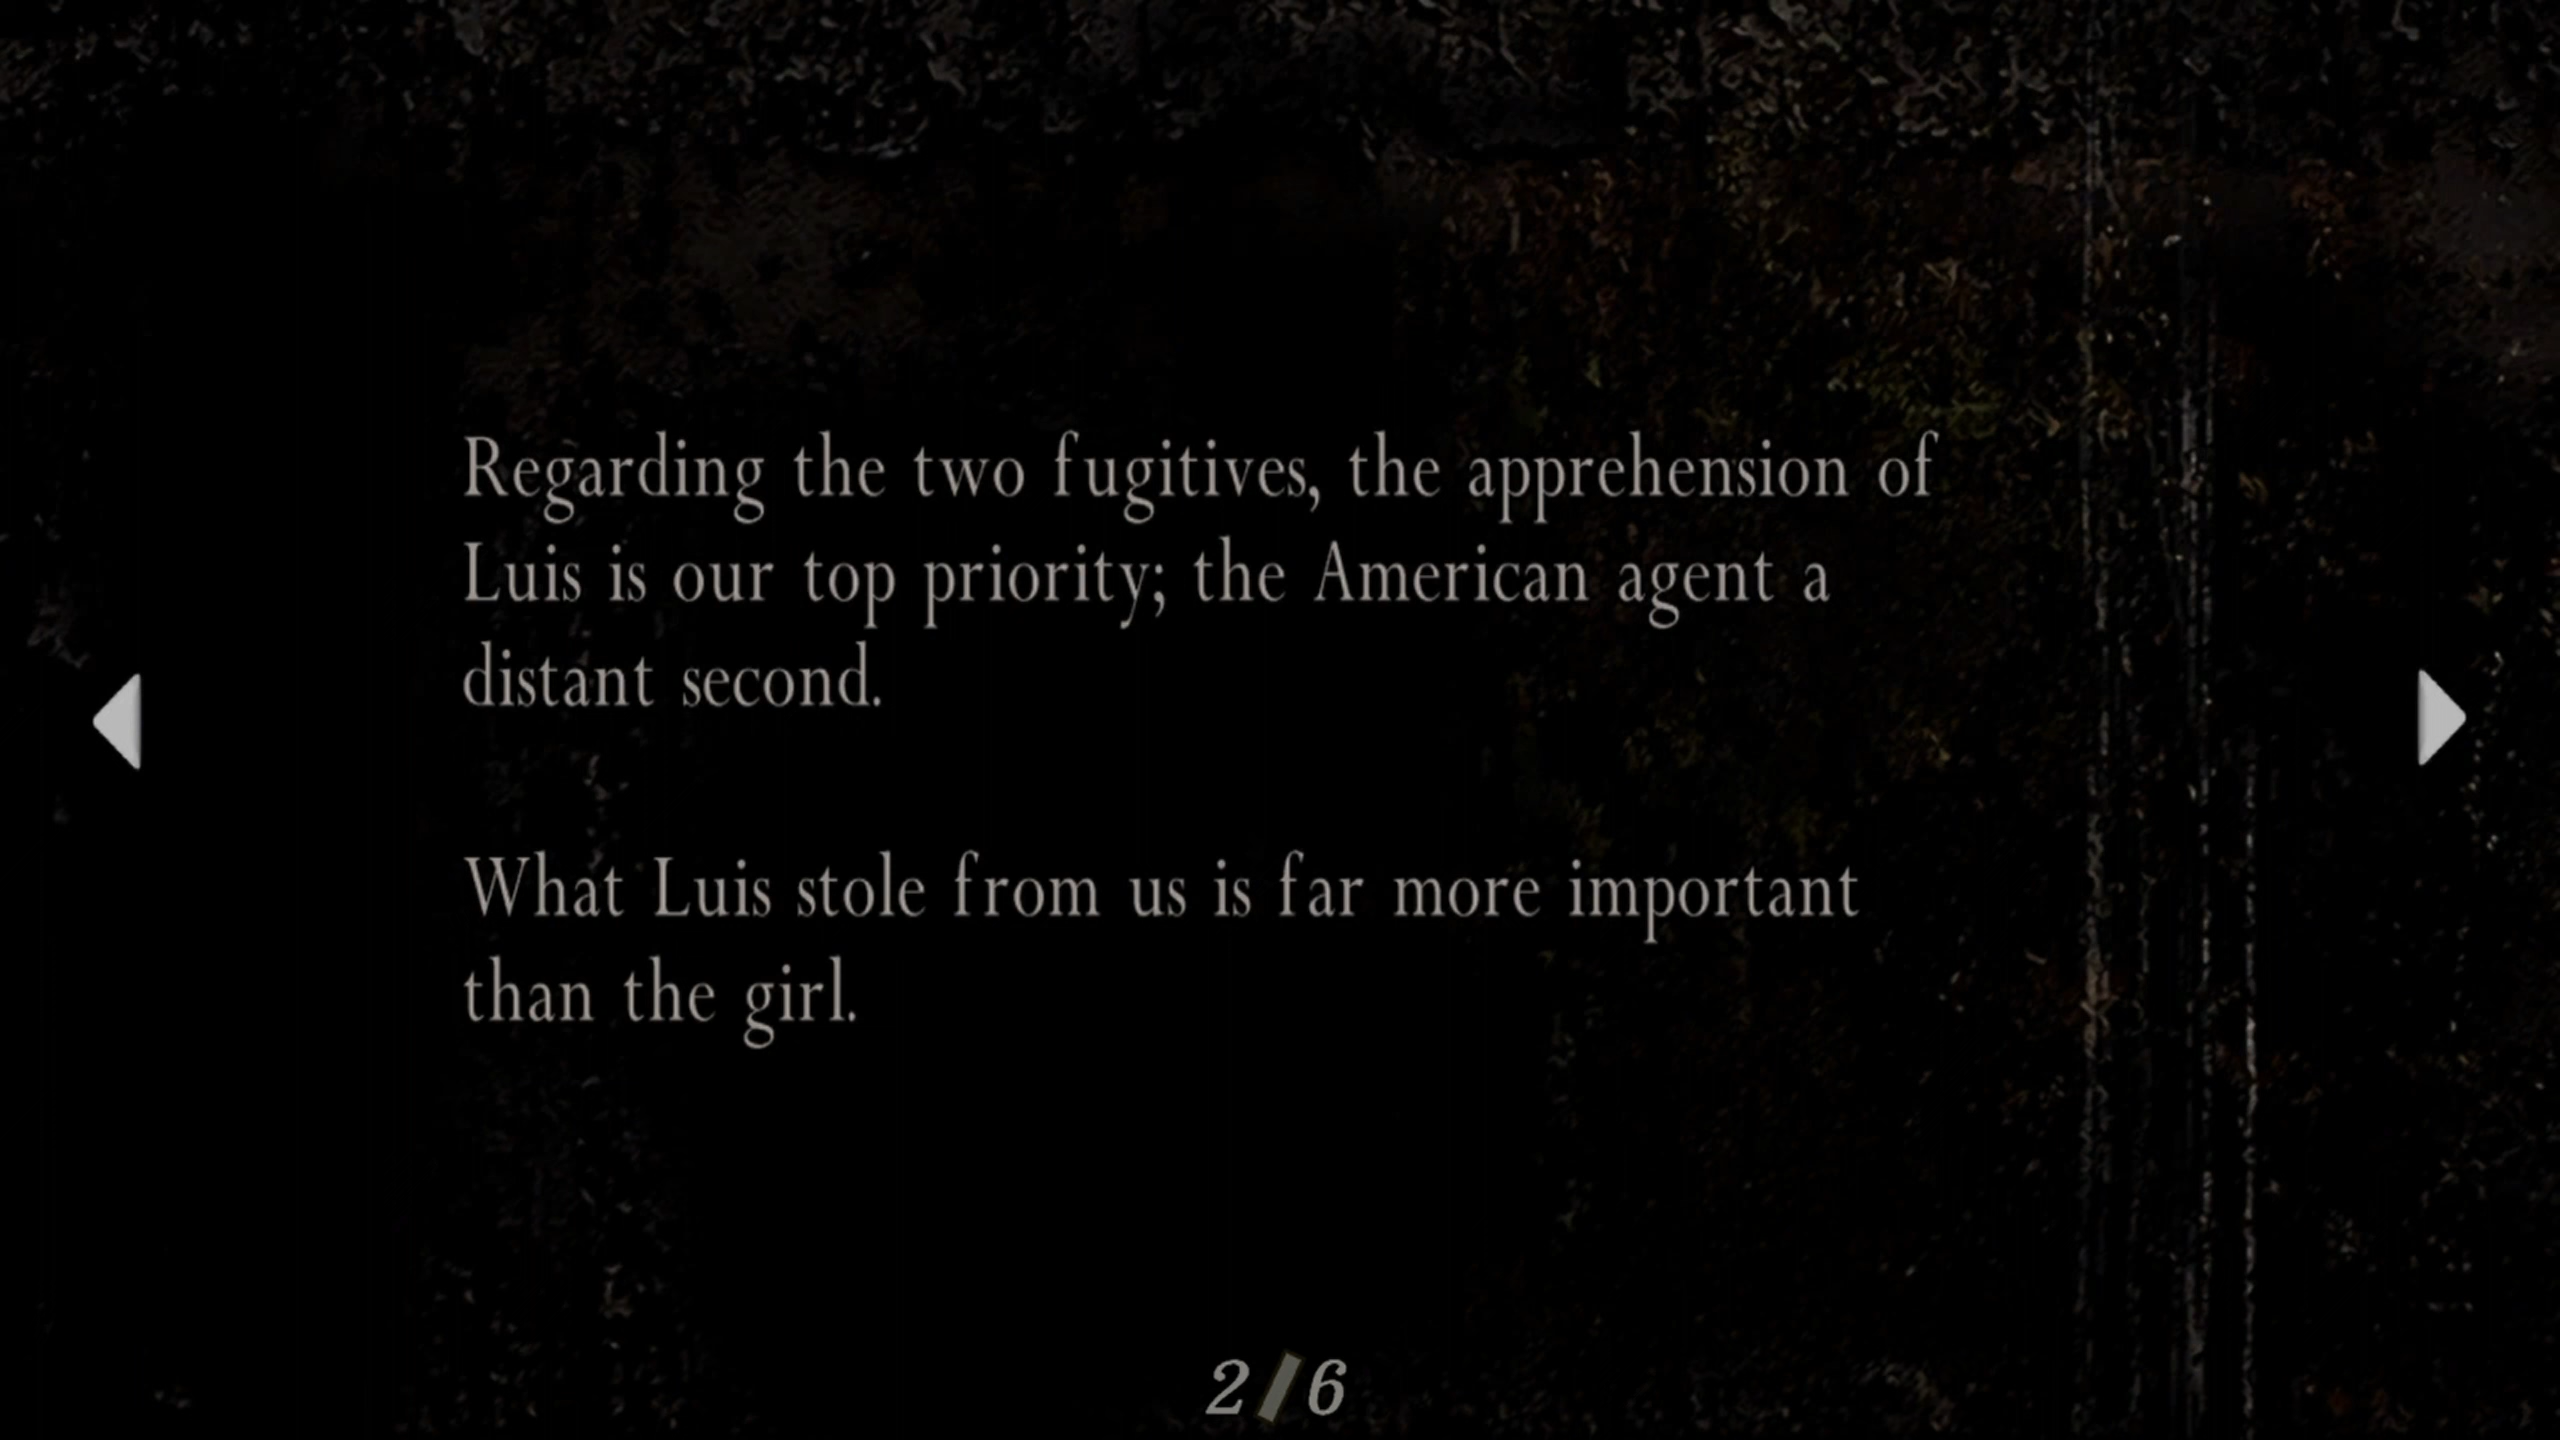 Regarding the two fugitives, the apprehension of
Luis is our top priority; the American agent a
distant second.
What Luis stole from us is far more important
than the girl.
2/6